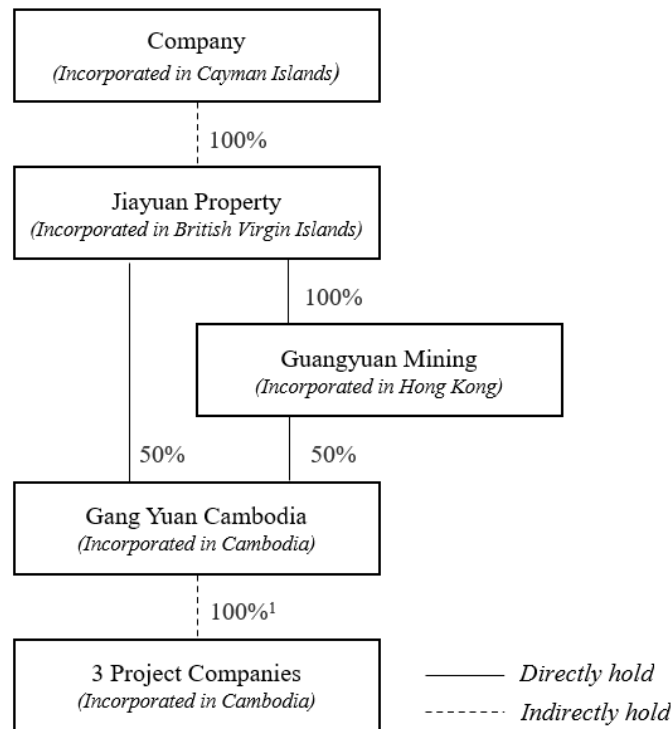 Company
(Incorporated in Cayman Islands)
100%
Jiayuan Property
(Incorporated in British Virgin Islands)
100%
Guangyuan Mining
(Incorporated in Hong Kong)
50%
50%
Gang Yuan Cambodia
(Incorporated in Cambodia)
100%¹
3 Project Companies
(Incorporated in Cambodia)
Directly hold
Indirectly hold